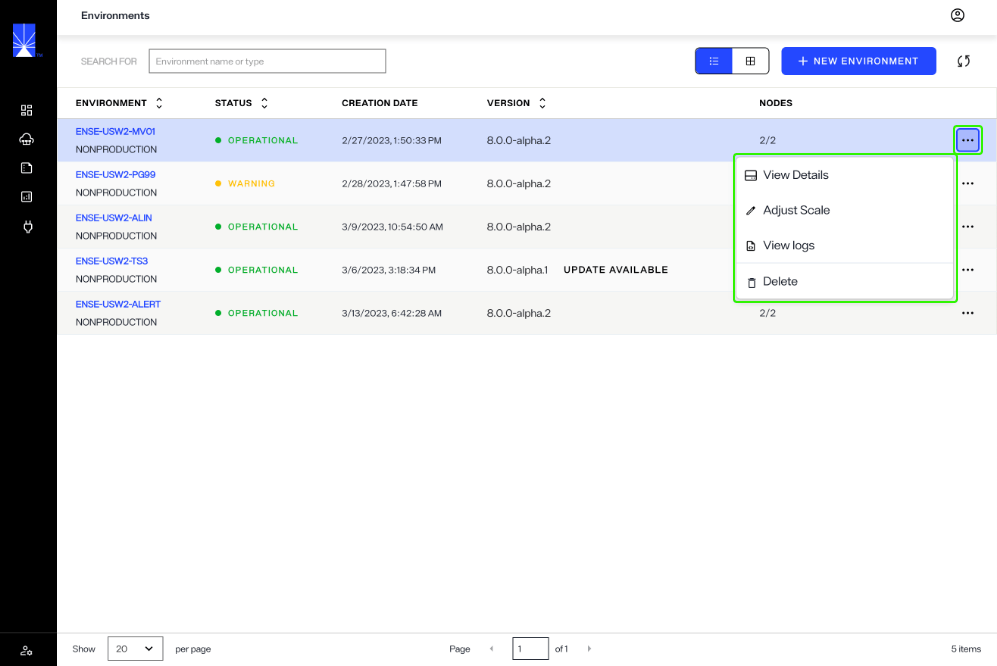 Environments
SEARCH FOR Environment name or type + NEW ENVIRONMENT
ENVIRONMENT STATUS CREATION DATE VERSION NODES
ENSE-USW2-MV01
NONPRODUCTION
OPERATIONAL 2/27/2023, 1:50:33 PM 8.0.0-alpha.2 2/2 •••
ENSE-USW2-PG99
NONPRODUCTION
WARNING 2/28/2023, 1:47:58 PM 8.0.0-alpha.2 •••
ENSE-USW2-ALIN
NONPRODUCTION
OPERATIONAL 3/9/2023, 10:54:50 AM 8.0.0-alpha.2 •••
ENSE-USW2-TS3
NONPRODUCTION
OPERATIONAL 3/6/2023, 3:18:34 PM 8.0.0-alpha.1 UPDATE AVAILABLE •••
ENSE-USW2-ALERT
NONPRODUCTION
OPERATIONAL 3/13/2023, 6:42:28 AM 8.0.0-alpha.2 2/2 •••
View Details
Adjust Scale
View logs
Delete
Show 20 per page Page 1 of 1 5 items